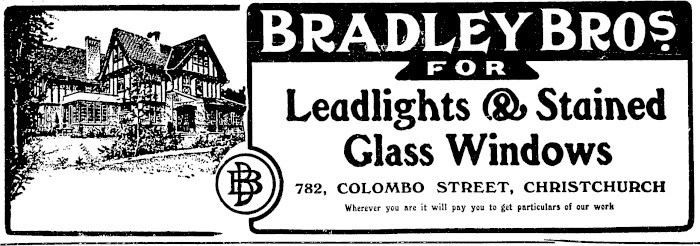 BRADLEY BROS.
FOR
Leadlights & Stained
Glass Windows
BB
782, COLOMBO STREET, CHRISTCHURCH
Wherever you are it will pay you to get particulars of our work